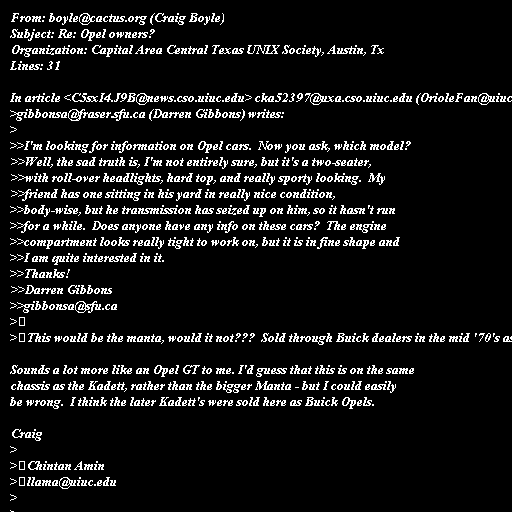 From: boyle@cactus.org (Craig Boyle)
Subject: Re: Opel owners?
Organization: Capital Area Central Texas UNIX Society, Austin, Tx
Lines: 31

In article <C5sxI4.J9B@news.cso.uiuc.edu> cka52397@uxa.cso.uiuc.edu (OrioleFan@uiuc
>gibbonsa@fraser.sfu.ca (Darren Gibbons) writes:
>
>>I'm looking for information on Opel cars.  Now you ask, which model?
>>Well, the sad truth is, I'm not entirely sure, but it's a two-seater,
>>with roll-over headlights, hard top, and really sporty looking.  My
>>friend has one sitting in his yard in really nice condition,
>>body-wise, but he transmission has seized up on him, so it hasn't run
>>for a while.  Does anyone have any info on these cars?  The engine
>>compartment looks really tight to work on, but it is in fine shape and
>>I am quite interested in it.
>>Thanks!
>>Darren Gibbons
>>gibbonsa@sfu.ca
>
>This would be the manta, would it not???  Sold through Buick dealers in the mid '70's as

Sounds a lot more like an Opel GT to me. I'd guess that this is on the same
chassis as the Kadett, rather than the bigger Manta - but I could easily
be wrong.  I think the later Kadett's were sold here as Buick Opels.

Craig
>
>Chintan Amin
>llama@uiuc.edu
>